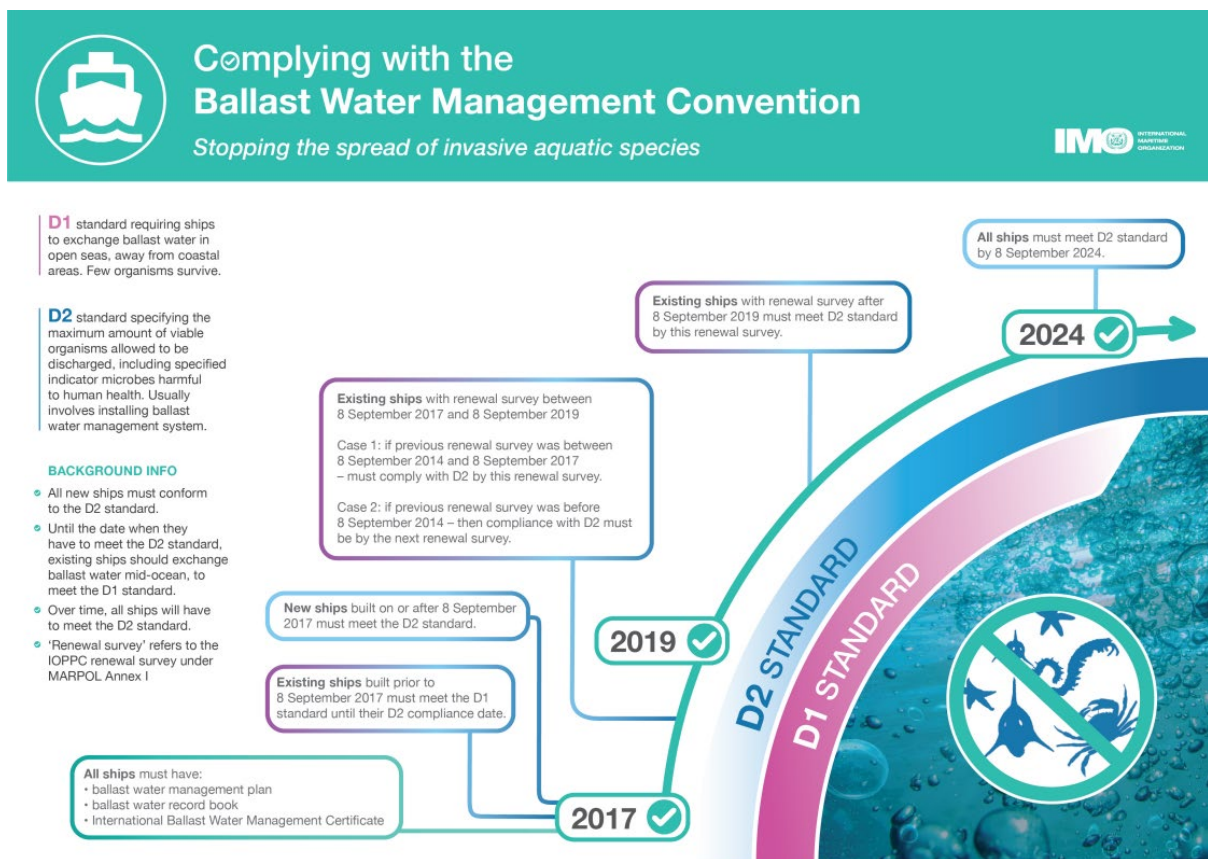 Complying with the
Ballast Water Management Convention
Stopping the spread of invasive aquatic species
IMO
INTERNATIONAL
MARITIME
ORGANIZATION
D1 standard requiring ships
to exchange ballast water in
open seas, away from coastal
areas. Few organisms survive.
D2 standard specifying the
maximum amount of viable
organisms allowed to be
discharged, including specified
indicator microbes harmful
to human health. Usually
involves installing ballast
water management system.
BACKGROUND INFO
All new ships must conform
to the D2 standard.
Until the date when they
have to meet the D2 standard,
existing ships should exchange
ballast water mid-ocean, to
meet the D1 standard.
Over time, all ships will have
to meet the D2 standard.
‘Renewal survey’ refers to the
IOPPC renewal survey under
MARPOL Annex I
All ships must meet D2 standard
by 8 September 2024.
2024
Existing ships with renewal survey after
8 September 2019 must meet D2 standard
by this renewal survey.
Existing ships with renewal survey between
8 September 2017 and 8 September 2019
Case 1: if previous renewal survey was between
8 September 2014 and 8 September 2017
– must comply with D2 by this renewal survey.
Case 2: if previous renewal survey was before
8 September 2014 – then compliance with D2 must
be by the next renewal survey.
2019
New ships built on or after 8 September
2017 must meet the D2 standard.
Existing ships built prior to
8 September 2017 must meet the D1
standard until their D2 compliance date.
All ships must have:
• ballast water management plan
• ballast water record book
• International Ballast Water Management Certificate
2017
D2 STANDARD
D1 STANDARD